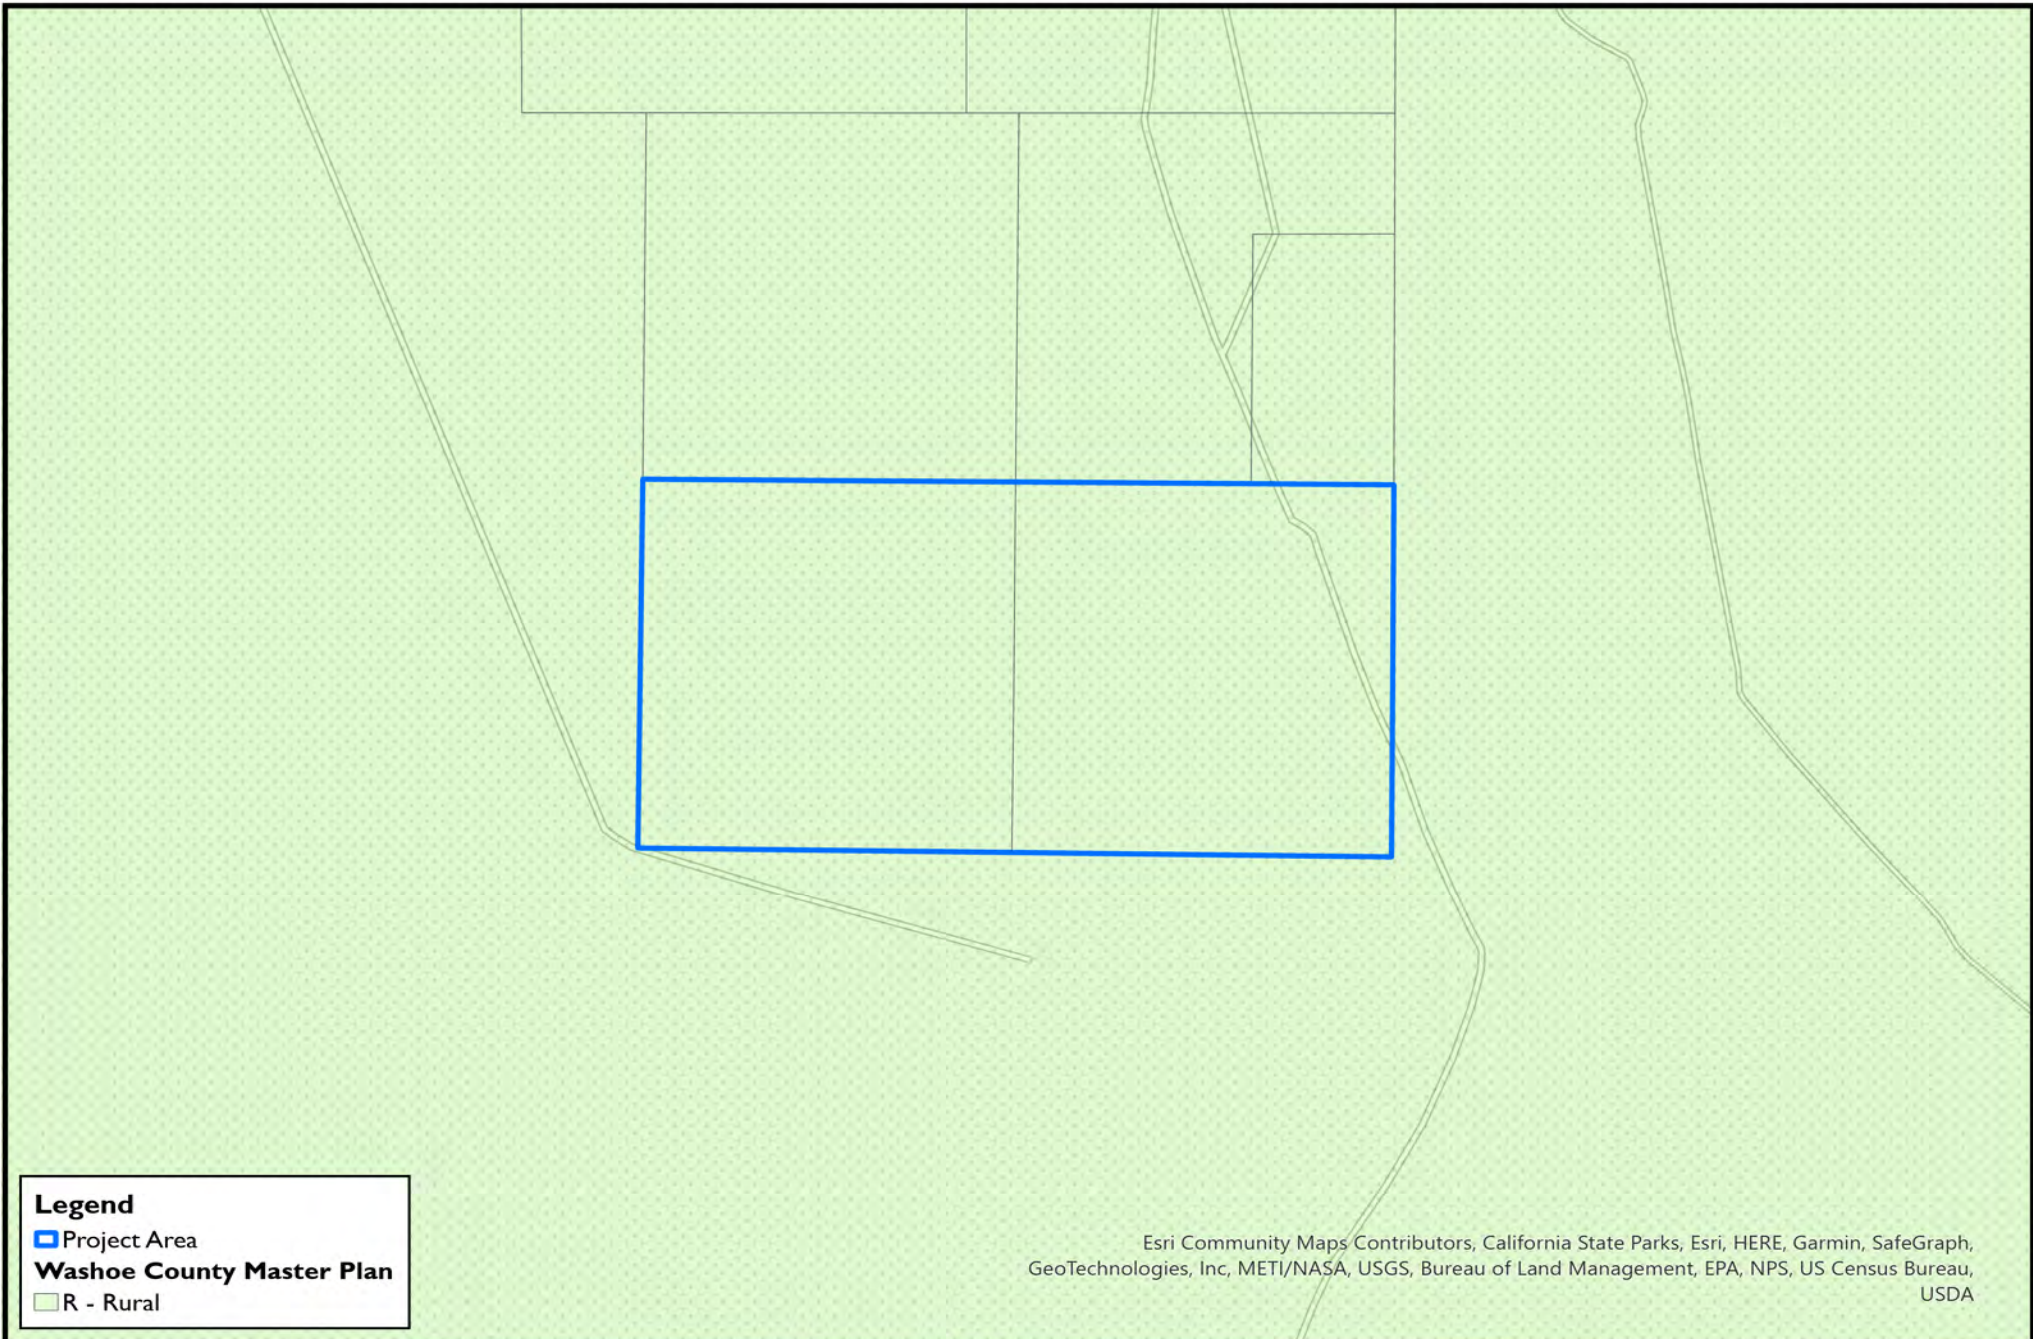 Legend
Project Area
Washoe County Master Plan
R - Rural
Esri Community Maps Contributors, California State Parks, Esri, HERE, Garmin, SafeGraph,
GeoTechnologies, Inc, METI/NASA, USGS, Bureau of Land Management, EPA, NPS, US Census Bureau,
USDA